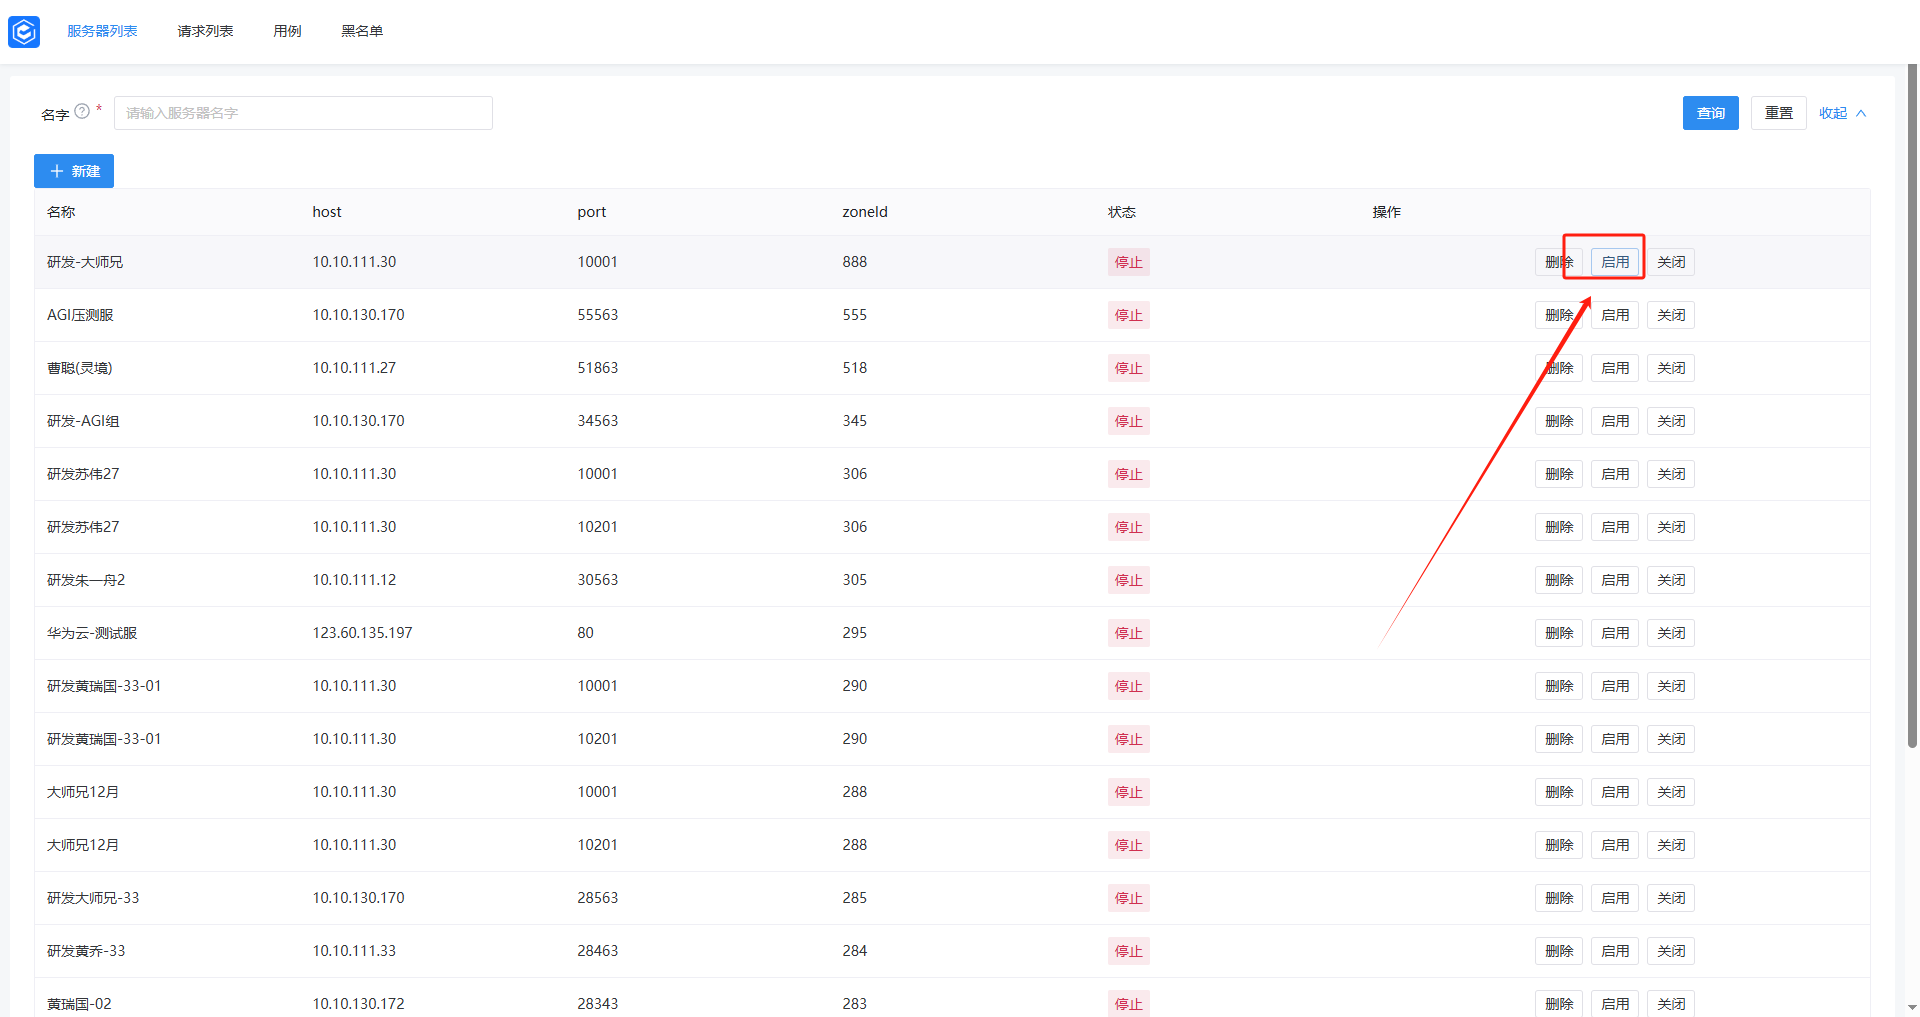 服务器列表 请求列表 用例 黑名单
名字 * 请输入服务器名字 查询 重置 收起
新建
名称 host port zoneId 状态 操作
研发-大师兄 10.10.111.30 10001 888 停止 删除 启用 关闭
AGI压测服 10.10.130.170 55563 555 停止 删除 启用 关闭
曹聪(灵境) 10.10.111.27 51863 518 停止 删除 启用 关闭
研发-AGI组 10.10.130.170 34563 345 停止 删除 启用 关闭
研发苏伟27 10.10.111.30 10001 306 停止 删除 启用 关闭
研发苏伟27 10.10.111.30 10201 306 停止 删除 启用 关闭
研发朱一舟2 10.10.111.12 30563 305 停止 删除 启用 关闭
华为云-测试服 123.60.135.197 80 295 停止 删除 启用 关闭
研发黄瑞国-33-01 10.10.111.30 10001 290 停止 删除 启用 关闭
研发黄瑞国-33-01 10.10.111.30 10201 290 停止 删除 启用 关闭
大师兄12月 10.10.111.30 10001 288 停止 删除 启用 关闭
大师兄12月 10.10.111.30 10201 288 停止 删除 启用 关闭
研发大师兄-33 10.10.130.170 28563 285 停止 删除 启用 关闭
研发黄乔-33 10.10.111.33 28463 284 停止 删除 启用 关闭
黄瑞国-02 10.10.130.172 28343 283 停止 删除 启用 关闭